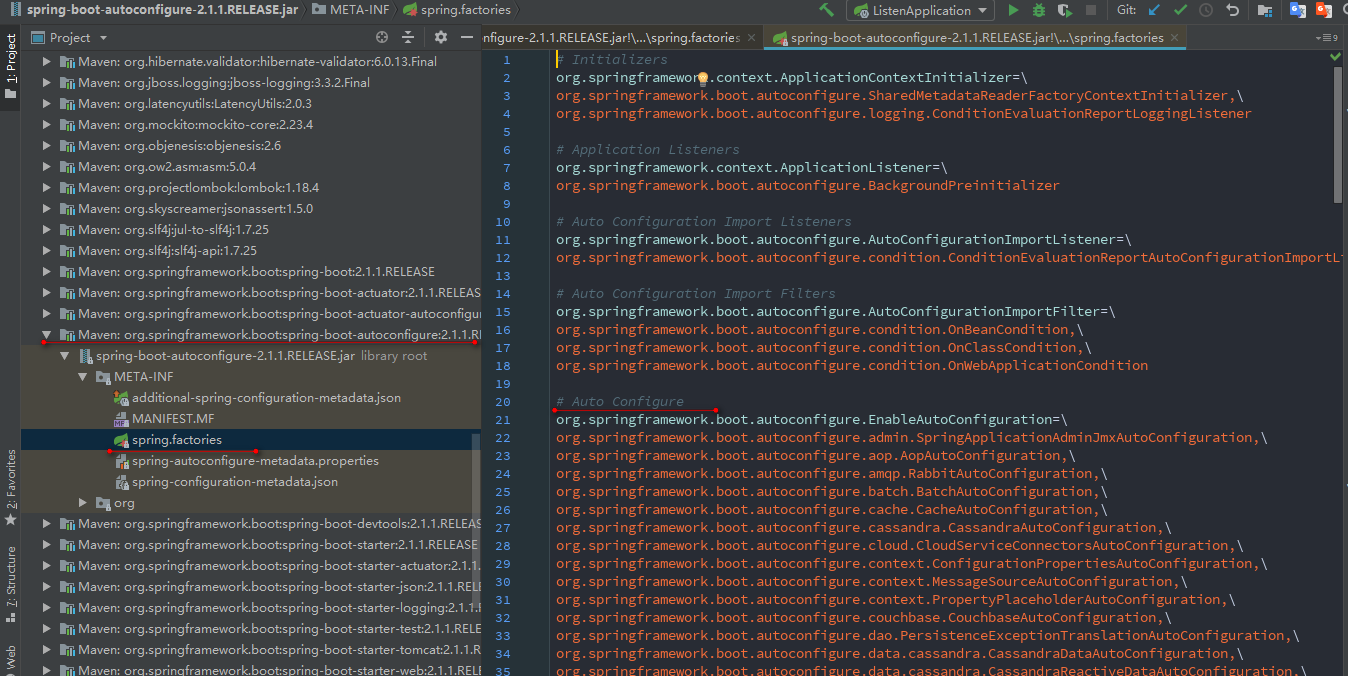 spring-boot-autoconfigure-2.1.1.RELEASE.jar
META-INF
spring.factories
ListenApplication
Git:
Project
nfigure-2.1.1.RELEASE.jar!\...\spring.factories
spring-boot-autoconfigure-2.1.1.RELEASE.jar!\...\spring.factories
9
1: Project
2: Favorites
7: Structure
Web
Maven: org.hibernate.validator:hibernate-validator:6.0.13.Final
Maven: org.jboss.logging:jboss-logging:3.3.2.Final
Maven: org.latencyutils:LatencyUtils:2.0.3
Maven: org.mockito:mockito-core:2.23.4
Maven: org.objenesis:objenesis:2.6
Maven: org.ow2.asm:asm:5.0.4
Maven: org.projectlombok:lombok:1.18.4
Maven: org.skyscreamer:jsonassert:1.5.0
Maven: org.slf4j:jul-to-slf4j:1.7.25
Maven: org.slf4j:slf4j-api:1.7.25
Maven: org.springframework.boot:spring-boot:2.1.1.RELEASE
Maven: org.springframework.boot:spring-boot-actuator:2.1.1.RELEAS
Maven: org.springframework.boot:spring-boot-actuator-autoconfigu
Maven: org.springframework.boot:spring-boot-autoconfigure:2.1.1.RE
spring-boot-autoconfigure-2.1.1.RELEASE.jar library root
META-INF
additional-spring-configuration-metadata.json
MANIFEST.MF
spring.factories
spring-autoconfigure-metadata.properties
spring-configuration-metadata.json
org
Maven: org.springframework.boot:spring-boot-devtools:2.1.1.RELEAS
Maven: org.springframework.boot:spring-boot-starter:2.1.1.RELEASE
Maven: org.springframework.boot:spring-boot-starter-actuator:2.1.1
Maven: org.springframework.boot:spring-boot-starter-json:2.1.1.RELE
Maven: org.springframework.boot:spring-boot-starter-logging:2.1.1.R
Maven: org.springframework.boot:spring-boot-starter-test:2.1.1.RELE
Maven: org.springframework.boot:spring-boot-starter-tomcat:2.1.1.R
Maven: org.springframework.boot:spring-boot-starter-web:2.1.1.RELE
1 # Initializers
2 org.springframework.context.ApplicationContextInitializer=\
3 org.springframework.boot.autoconfigure.SharedMetadataReaderFactoryContextInitializer,\
4 org.springframework.boot.autoconfigure.logging.ConditionEvaluationReportLoggingListener
5
6 # Application Listeners
7 org.springframework.context.ApplicationListener=\
8 org.springframework.boot.autoconfigure.BackgroundPreinitializer
9
10 # Auto Configuration Import Listeners
11 org.springframework.boot.autoconfigure.AutoConfigurationImportListener=\
12 org.springframework.boot.autoconfigure.condition.ConditionEvaluationReportAutoConfigurationImportLi
13
14 # Auto Configuration Import Filters
15 org.springframework.boot.autoconfigure.AutoConfigurationImportFilter=\
16 org.springframework.boot.autoconfigure.condition.OnBeanCondition,\
17 org.springframework.boot.autoconfigure.condition.OnClassCondition,\
18 org.springframework.boot.autoconfigure.condition.OnWebApplicationCondition
19
20 # Auto Configure
21 org.springframework.boot.autoconfigure.EnableAutoConfiguration=\
22 org.springframework.boot.autoconfigure.admin.SpringApplicationAdminJmxAutoConfiguration,\
23 org.springframework.boot.autoconfigure.aop.AopAutoConfiguration,\
24 org.springframework.boot.autoconfigure.amqp.RabbitAutoConfiguration,\
25 org.springframework.boot.autoconfigure.batch.BatchAutoConfiguration,\
26 org.springframework.boot.autoconfigure.cache.CacheAutoConfiguration,\
27 org.springframework.boot.autoconfigure.cassandra.CassandraAutoConfiguration,\
28 org.springframework.boot.autoconfigure.cloud.CloudServiceConnectorsAutoConfiguration,\
29 org.springframework.boot.autoconfigure.context.ConfigurationPropertiesAutoConfiguration,\
30 org.springframework.boot.autoconfigure.context.MessageSourceAutoConfiguration,\
31 org.springframework.boot.autoconfigure.context.PropertyPlaceholderAutoConfiguration,\
32 org.springframework.boot.autoconfigure.couchbase.CouchbaseAutoConfiguration,\
33 org.springframework.boot.autoconfigure.dao.PersistenceExceptionTranslationAutoConfiguration,\
34 org.springframework.boot.autoconfigure.data.cassandra.CassandraDataAutoConfiguration,\
35 org.springframework.boot.autoconfigure.data.cassandra.CassandraReactiveDataAutoConfiguration,\